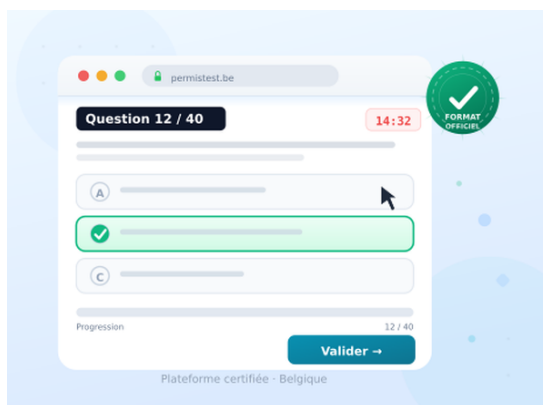 permistest.be
Question 12 / 40
14:32
FORMAT
OFFICIEL
A
C
Progression
12 / 40
Valider →
Plateforme certifiée - Belgique